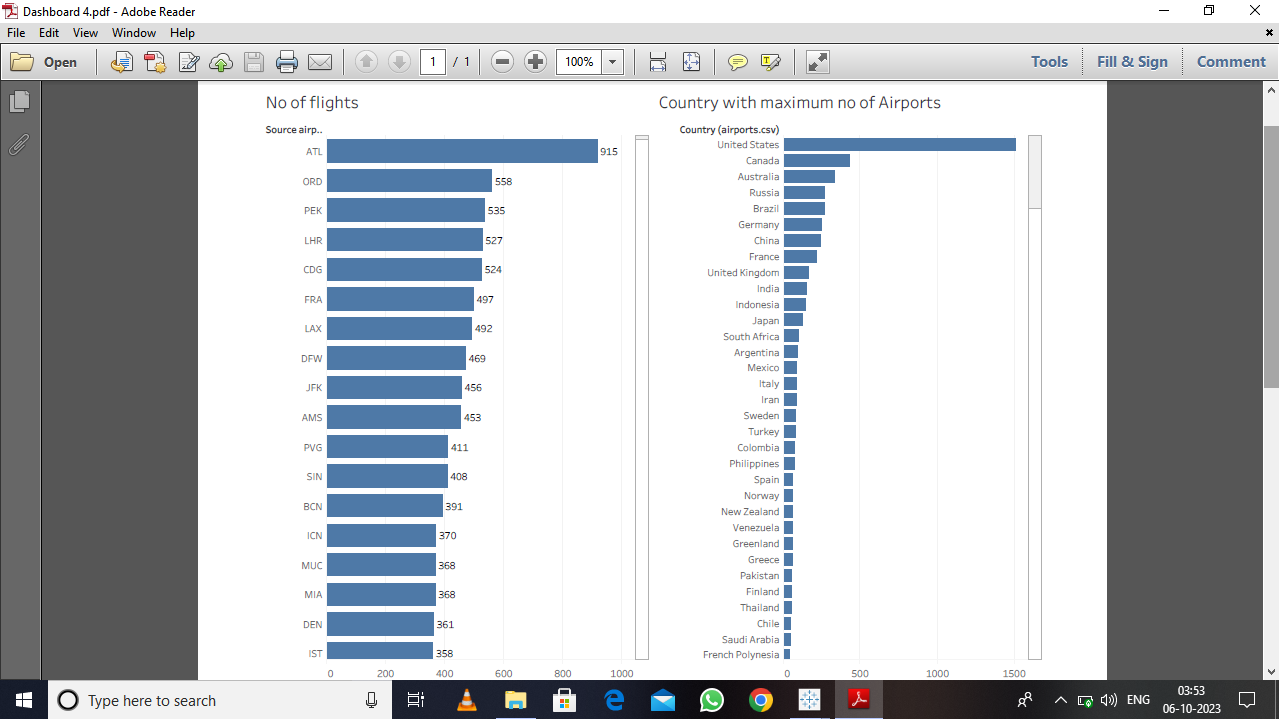 Dashboard 4.pdf - Adobe Reader
File Edit View Window Help
Open 1 / 1 100% Tools Fill & Sign Comment
No of flights
Source airp..
ATL 915
ORD 558
PEK 535
LHR 527
CDG 524
FRA 497
LAX 492
DFW 469
JFK 456
AMS 453
PVG 411
SIN 408
BCN 391
ICN 370
MUC 368
MIA 368
DEN 361
IST 358
0 200 400 600 800 1000
Country with maximum no of Airports
Country (airports.csv)
United States
Canada
Australia
Russia
Brazil
Germany
China
France
United Kingdom
India
Indonesia
Japan
South Africa
Argentina
Mexico
Italy
Iran
Sweden
Turkey
Colombia
Philippines
Spain
Norway
New Zealand
Venezuela
Greenland
Greece
Pakistan
Finland
Thailand
Chile
Saudi Arabia
French Polynesia
0 500 1000 1500
Type here to search
ENG
03:53
06-10-2023